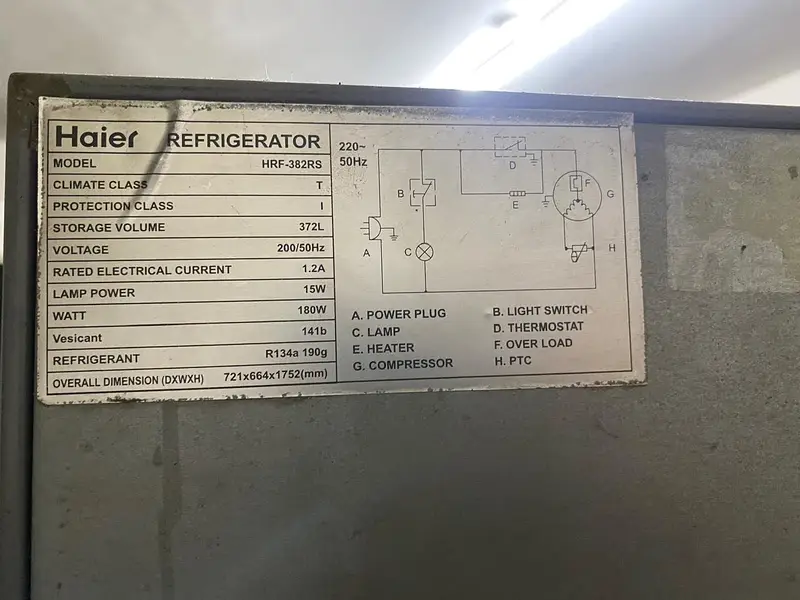 Haier REFRIGERATOR
MODEL HRF-382RS
CLIMATE CLASS T
PROTECTION CLASS I
STORAGE VOLUME 372L
VOLTAGE 200/50Hz
RATED ELECTRICAL CURRENT 1.2A
LAMP POWER 15W
WATT 180W
Vesicant 141b
REFRIGERANT R134a 190g
OVERALL DIMENSION (DXWXH) 721x664x1752(mm)
220~
50Hz
D
F
B
E
G
A
C
H
A. POWER PLUG B. LIGHT SWITCH
C. LAMP D. THERMOSTAT
E. HEATER F. OVER LOAD
G. COMPRESSOR H. PTC